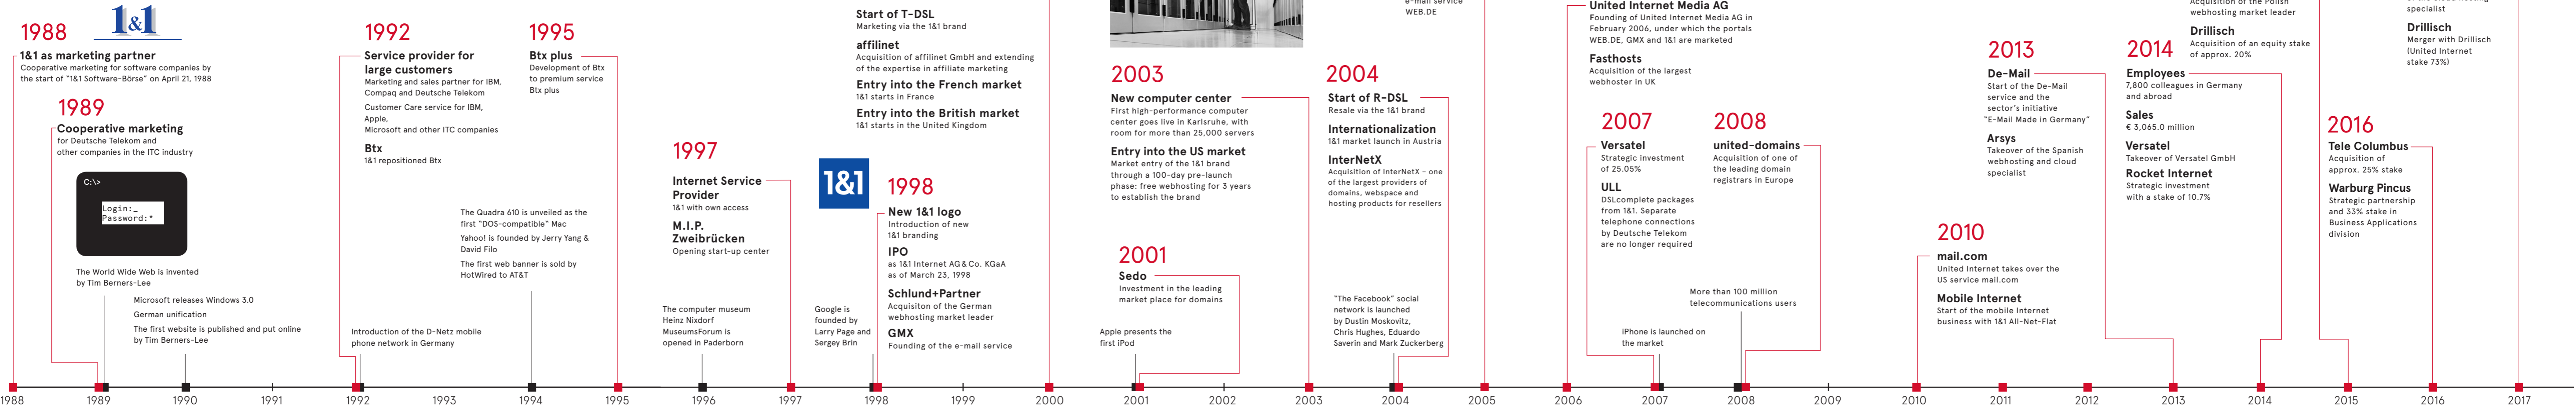 1&1
1988
1&1 as marketing partner
Cooperative marketing for software companies by
the start of “1&1 Software-Börse” on April 21, 1988
1989
Cooperative marketing
for Deutsche Telekom and
other companies in the ITC industry
C:\>
Login:_
Password:*
The World Wide Web is invented
by Tim Berners-Lee
Microsoft releases Windows 3.0
German unification
The first website is published and put online
by Tim Berners-Lee
1992
Service provider for
large customers
Marketing and sales partner for IBM,
Compaq and Deutsche Telekom
Customer Care service for IBM,
Apple,
Microsoft and other ITC companies
Btx
1&1 repositioned Btx
Introduction of the D-Netz mobile
phone network in Germany
1995
Btx plus
Development of Btx
to premium service
Btx plus
The Quadra 610 is unveiled as the
first “DOS-compatible” Mac
Yahoo! is founded by Jerry Yang &
David Filo
The first web banner is sold by
HotWired to AT&T
1997
Internet Service
Provider
1&1 with own access
M.I.P.
Zweibrücken
Opening start-up center
The computer museum
Heinz Nixdorf
MuseumsForum is
opened in Paderborn
Start of T-DSL
Marketing via the 1&1 brand
affilinet
Acquisition of affilinet GmbH and extending
of the expertise in affiliate marketing
Entry into the French market
1&1 starts in France
Entry into the British market
1&1 starts in the United Kingdom
1&1
1998
New 1&1 logo
Introduction of new
1&1 branding
IPO
as 1&1 Internet AG & Co. KGaA
as of March 23, 1998
Schlund+Partner
Acquisiton of the German
webhosting market leader
GMX
Founding of the e-mail service
Google is
founded by
Larry Page and
Sergey Brin
2003
New computer center
First high-performance computer
center goes live in Karlsruhe, with
room for more than 25,000 servers
Entry into the US market
Market entry of the 1&1 brand
through a 100-day pre-launch
phase: free webhosting for 3 years
to establish the brand
2001
Sedo
Investment in the leading
market place for domains
Apple presents the
first iPod
e-mail service
WEB.DE
2004
Start of R-DSL
Resale via the 1&1 brand
Internationalization
1&1 market launch in Austria
InterNetX
Acquisition of InterNetX – one
of the largest providers of
domains, webspace and
hosting products for resellers
“The Facebook” social
network is launched
by Dustin Moskovitz,
Chris Hughes, Eduardo
Saverin and Mark Zuckerberg
United Internet Media AG
Founding of United Internet Media AG in
February 2006, under which the portals
WEB.DE, GMX and 1&1 are marketed
Fasthosts
Acquisition of the largest
webhoster in UK
2007
Versatel
Strategic investment
of 25.05%
ULL
DSLcomplete packages
from 1&1. Separate
telephone connections
by Deutsche Telekom
are no longer required
iPhone is launched on
the market
2008
united-domains
Acquisition of one of
the leading domain
registrars in Europe
More than 100 million
telecommunications users
2010
mail.com
United Internet takes over the
US service mail.com
Mobile Internet
Start of the mobile Internet
business with 1&1 All-Net-Flat
2013
De-Mail
Start of the De-Mail
service and the
sector’s initiative
“E-Mail Made in Germany”
Arsys
Takeover of the Spanish
webhosting and cloud
specialist
2014
Employees
7,800 colleagues in Germany
and abroad
Sales
€ 3,065.0 million
Versatel
Takeover of Versatel GmbH
Rocket Internet
Strategic investment
with a stake of 10.7%
Acquisition of the Polish
webhosting market leader
Drillisch
Acquisition of an equity stake
of approx. 20%
2016
Tele Columbus
Acquisition of
approx. 25% stake
Warburg Pincus
Strategic partnership
and 33% stake in
Business Applications
division
specialist
Drillisch
Merger with Drillisch
(United Internet
stake 73%)
1988 1989 1990 1991 1992 1993 1994 1995 1996 1997 1998 1999 2000 2001 2002 2003 2004 2005 2006 2007 2008 2009 2010 2011 2012 2013 2014 2015 2016 2017